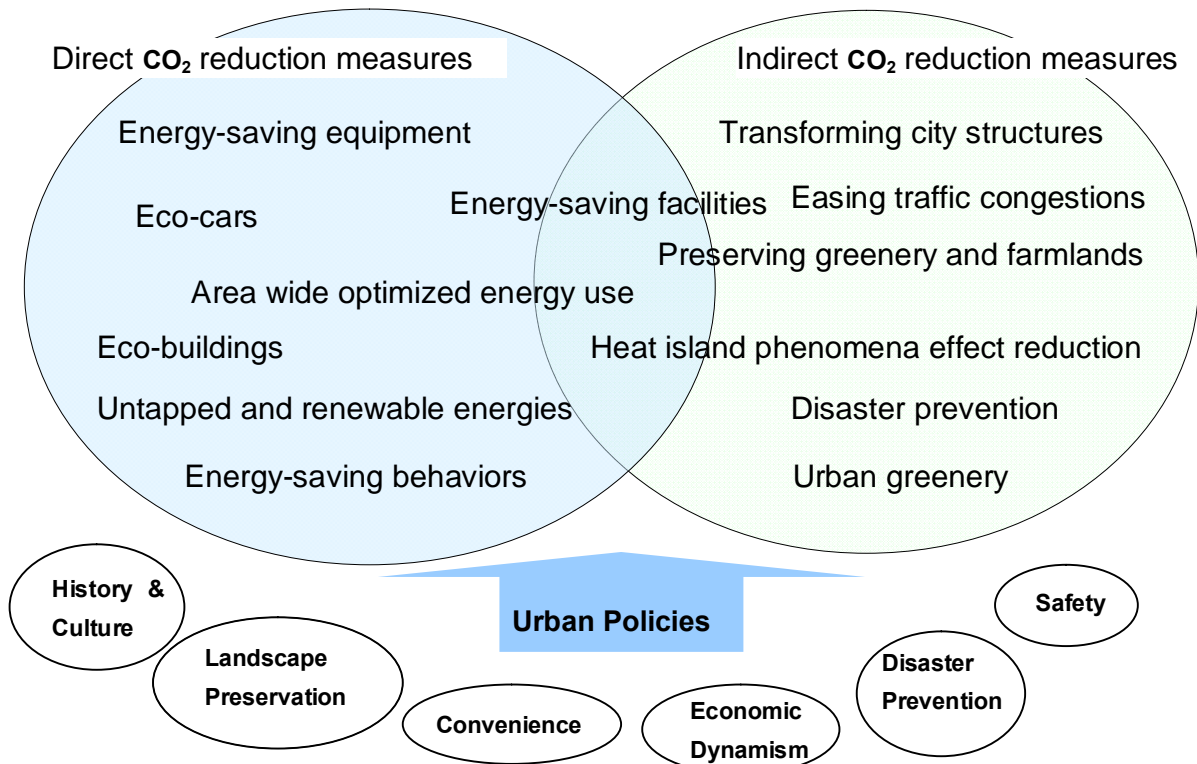 Direct CO₂ reduction measures
Indirect CO₂ reduction measures
Energy-saving equipment
Transforming city structures
Eco-cars
Energy-saving facilities
Easing traffic congestions
Preserving greenery and farmlands
Area wide optimized energy use
Eco-buildings
Heat island phenomena effect reduction
Untapped and renewable energies
Disaster prevention
Energy-saving behaviors
Urban greenery
History &
Culture
Landscape
Preservation
Urban Policies
Convenience
Economic
Dynamism
Disaster
Prevention
Safety